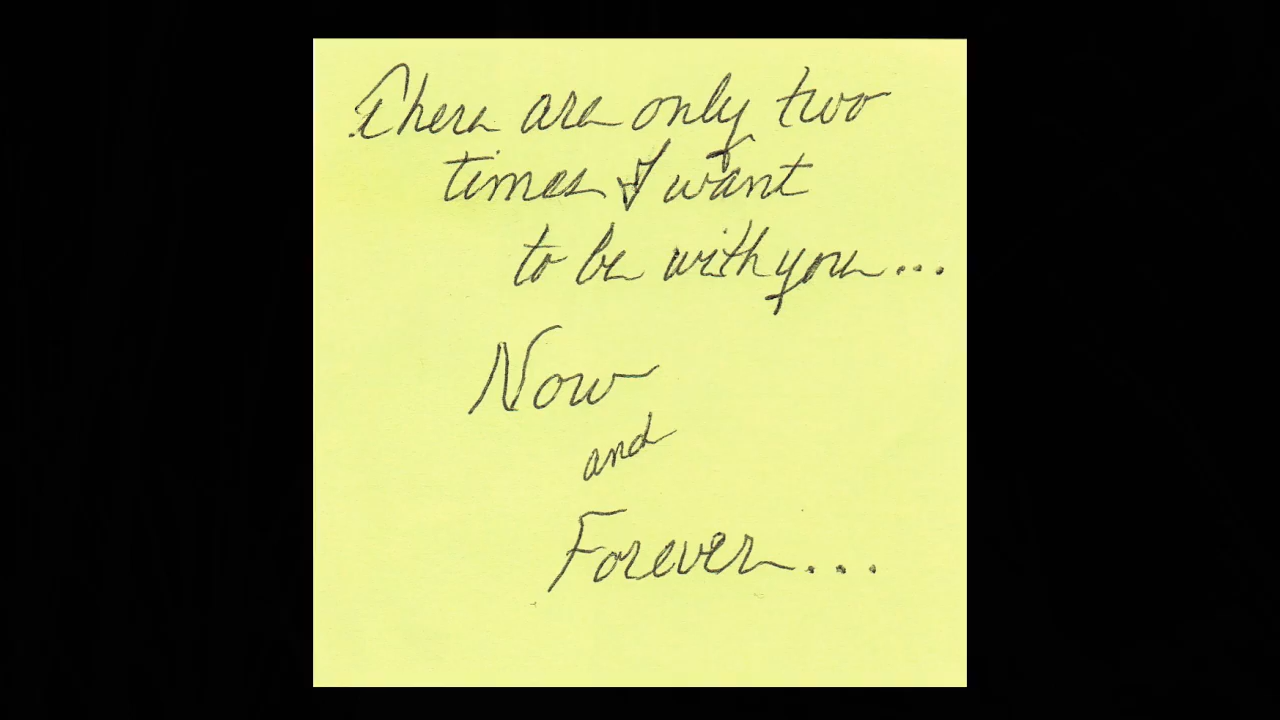 There are only two
times I want
to be with you...
Now
and
Forever...